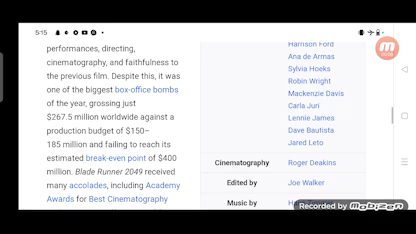 5:15
performances, directing,
cinematography, and faithfulness to
the previous film. Despite this, it was
one of the biggest box-office bombs
of the year, grossing just
$267.5 million worldwide against a
production budget of $150–
185 million and failing to reach its
estimated break-even point of $400
million. Blade Runner 2049 received
many accolades, including Academy
Awards for Best Cinematography
Harrison Ford
Ana de Armas
Sylvia Hoeks
Robin Wright
Mackenzie Davis
Carla Juri
Lennie James
Dave Bautista
Jared Leto
Cinematography Roger Deakins
Edited by Joe Walker
Music by
Recorded by Mobizen